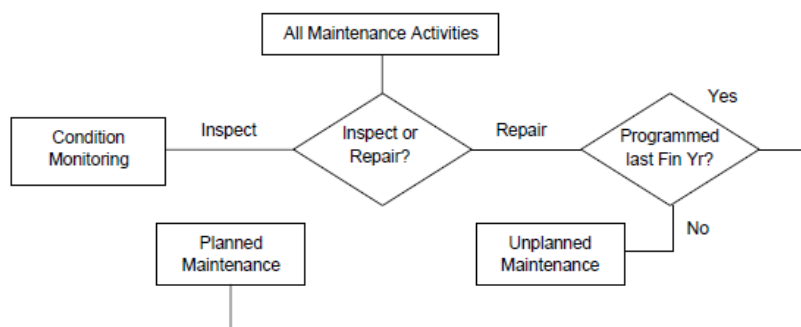 All Maintenance Activities
Yes
Condition
Monitoring
Inspect
Inspect or
Repair?
Repair
Programmed
last Fin Yr?
Planned
Maintenance
Unplanned
Maintenance
No